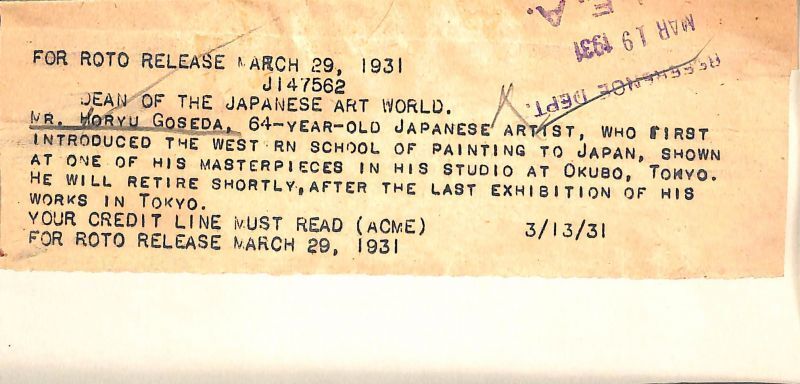 E.A.
MAR 19 1931
REFERENCE DEPT.
FOR ROTO RELEASE MARCH 29, 1931
J147562
DEAN OF THE JAPANESE ART WORLD.
MR. HORYU GOSEDA, 64-YEAR-OLD JAPANESE ARTIST, WHO FIRST
INTRODUCED THE WEST RN SCHOOL OF PAINTING TO JAPAN, SHOWN
AT ONE OF HIS MASTERPIECES IN HIS STUDIO AT OKUBO, TOKYO.
HE WILL RETIRE SHORTLY, AFTER THE LAST EXHIBITION OF HIS
WORKS IN TOKYO.
YOUR CREDIT LINE MUST READ (ACME) 3/13/31
FOR ROTO RELEASE MARCH 29, 1931